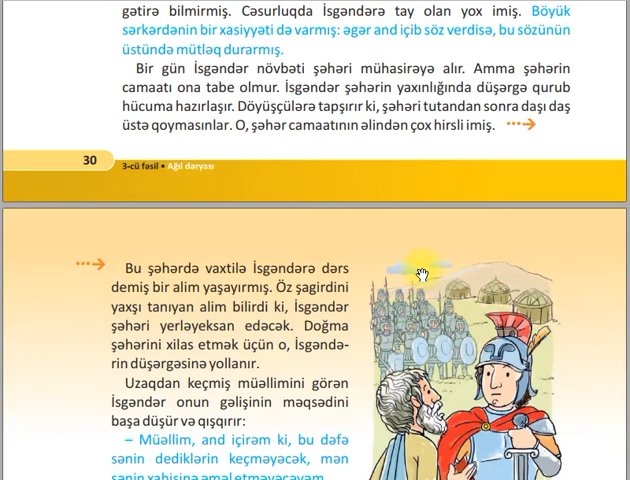 gətirə bilmirmiş. Cəsurluqda İsgəndərə tay olan yox imiş. Böyük
sərkərdənin bir xasiyyəti də varmış: əgər and içib söz verdisə, bu sözünün
üstündə mütləq durarmış.
Bir gün İsgəndər növbəti şəhəri mühasirəyə alır. Amma şəhərin
camaatı ona tabe olmur. İsgəndər şəhərin yaxınlığında düşərgə qurub
hücuma hazırlaşır. Döyüşçülərə tapşırır ki, şəhəri tutandan sonra daşı daş
üstə qoymasınlar. O, şəhər camaatının əlindən çox hirsli imiş.
30
3-cü fəsil • Ağıl dəryası
Bu şəhərdə vaxtilə İsgəndərə dərs
demiş bir alim yaşayırmış. Öz şagirdini
yaxşı tanıyan alim bilirdi ki, İsgəndər
şəhəri yerləyeksan edəcək. Doğma
şəhərini xilas etmək üçün o, İsgəndə-
rin düşərgəsinə yollanır.
Uzaqdan keçmiş müəllimini görən
İsgəndər onun gəlişinin məqsədini
başa düşür və qışqırır:
– Müəllim, and içirəm ki, bu dəfə
sənin dediklərin keçməyəcək, mən
sənin xahişinə əməl etməyəcəyəm